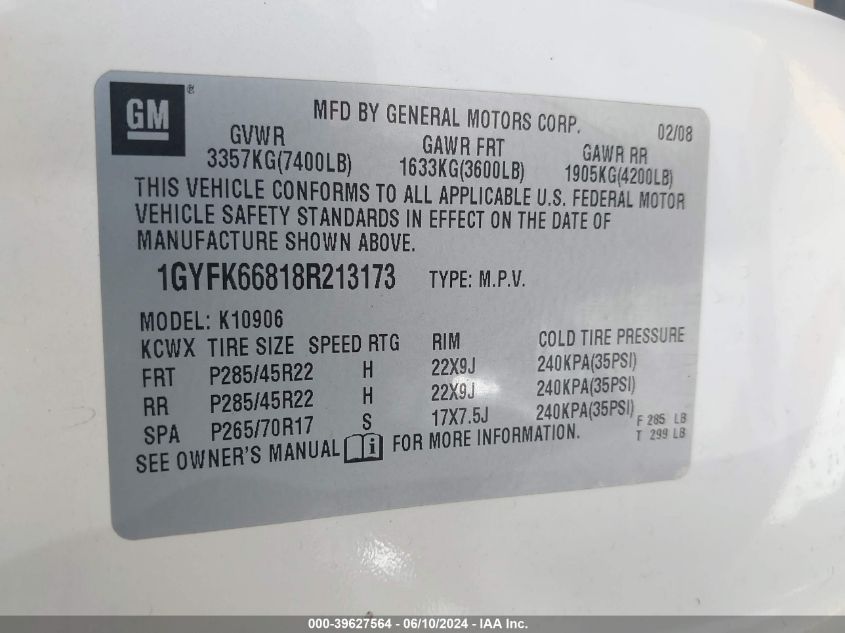 GM ®
MFD BY GENERAL MOTORS CORP. 02/08
GVWR GAWR FRT GAWR RR
3357KG(7400LB) 1633KG(3600LB) 1905KG(4200LB)
THIS VEHICLE CONFORMS TO ALL APPLICABLE U.S. FEDERAL MOTOR
VEHICLE SAFETY STANDARDS IN EFFECT ON THE DATE OF
MANUFACTURE SHOWN ABOVE.
1GYFK66818R213173 TYPE: M.P.V.
MODEL: K10906
KCWX TIRE SIZE SPEED RTG RIM COLD TIRE PRESSURE
FRT P285/45R22 H 22X9J 240KPA(35PSI)
RR P285/45R22 H 22X9J 240KPA(35PSI)
SPA P265/70R17 S 17X7.5J 240KPA(35PSI) F 285 LB
T 299 LB
SEE OWNER'S MANUAL i FOR MORE INFORMATION.
000-39627564 - 06/10/2024 - IAA Inc.